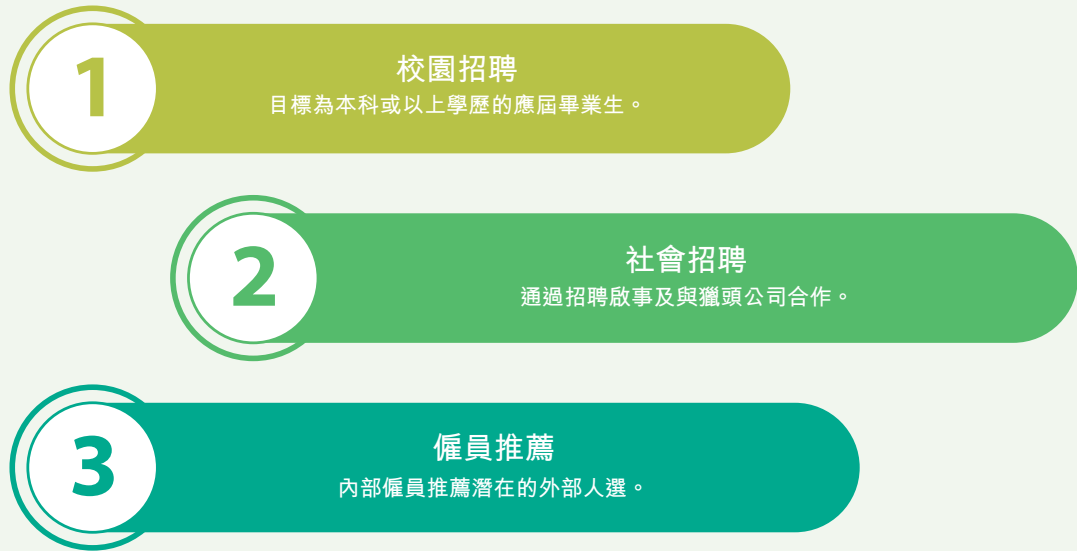 1
校園招聘
目標為本科或以上學歷的應屆畢業生。
2
社會招聘
通過招聘啟事及與獵頭公司合作。
3
僱員推薦
內部僱員推薦潛在的外部人選。